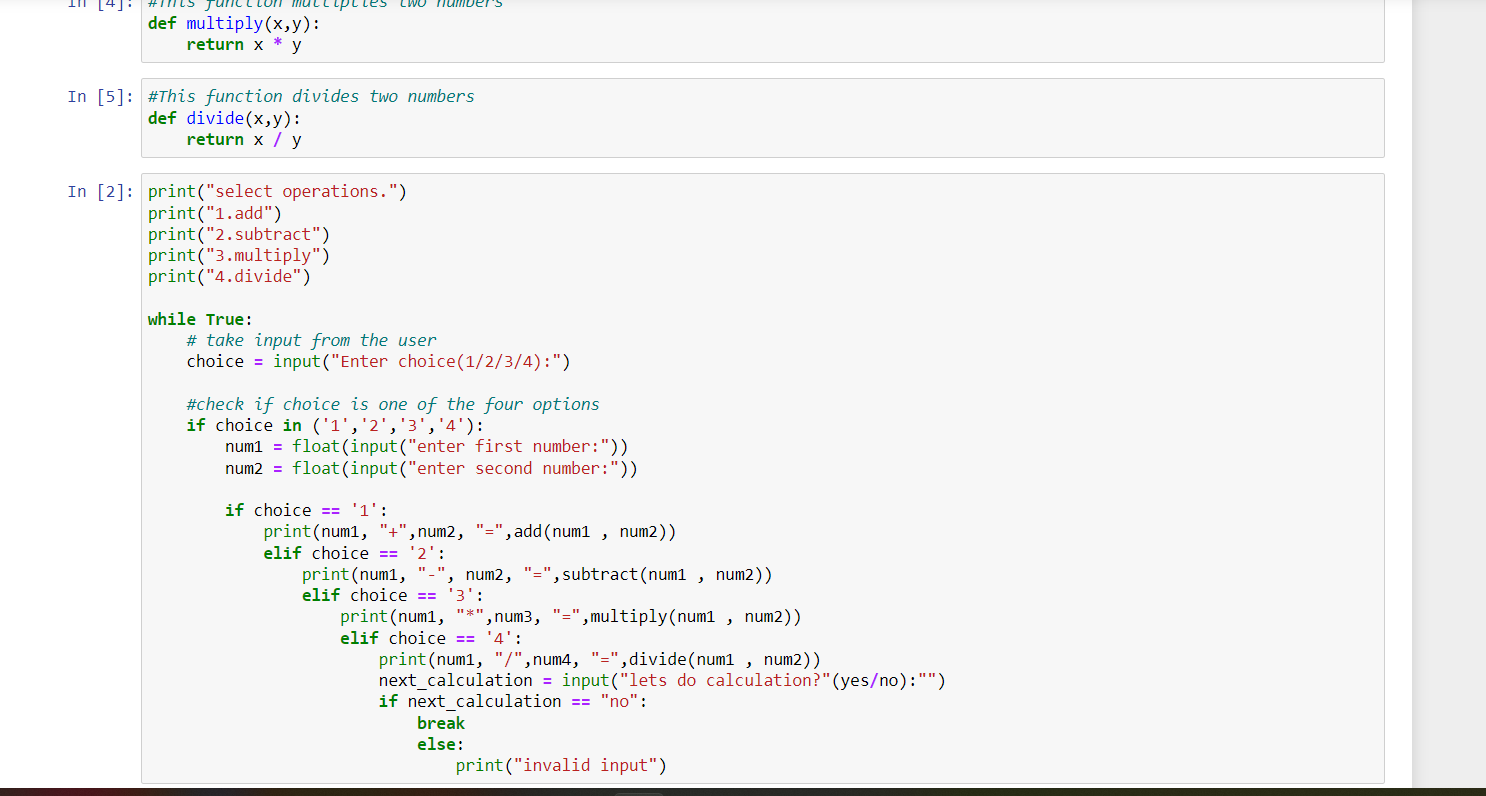 In [4]: #This function multiplies two numbers
def multiply(x,y):
    return x * y
In [5]: #This function divides two numbers
def divide(x,y):
    return x / y
In [2]: print("select operations.")
print("1.add")
print("2.subtract")
print("3.multiply")
print("4.divide")
while True:
    # take input from the user
    choice = input("Enter choice(1/2/3/4):")
    #check if choice is one of the four options
    if choice in ('1','2','3','4'):
        num1 = float(input("enter first number:"))
        num2 = float(input("enter second number:"))
        if choice == '1':
            print(num1, "+",num2, "=",add(num1 , num2))
            elif choice == '2':
                print(num1, "-", num2, "=",subtract(num1 , num2))
                elif choice == '3':
                    print(num1, "*",num3, "=",multiply(num1 , num2))
                    elif choice == '4':
                        print(num1, "/",num4, "=",divide(num1 , num2))
                        next_calculation = input("lets do calculation?"(yes/no):"")
                        if next_calculation == "no":
                            break
                            else:
                                print("invalid input")